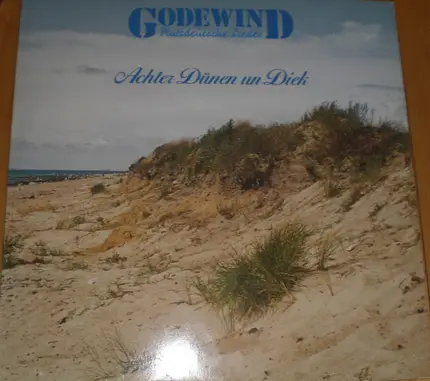 GODEWIND
Plattdeutsche Lieder
Achter Dünen un Diek